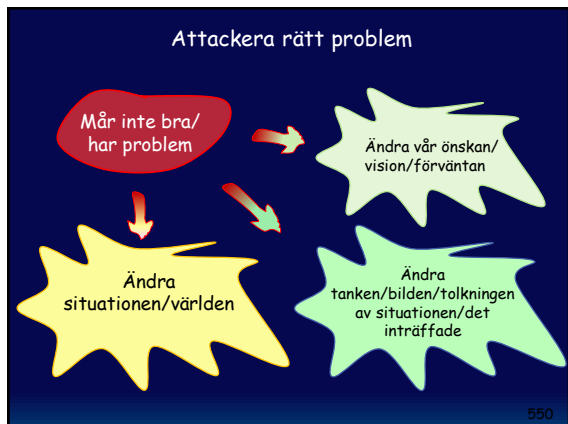 Attackera rätt problem
Mår inte bra/
har problem
Ändra vår önskan/
vision/förväntan
Ändra
situationen/världen
Ändra
tanken/bilden/tolkningen
av situationen/det
inträffade
550